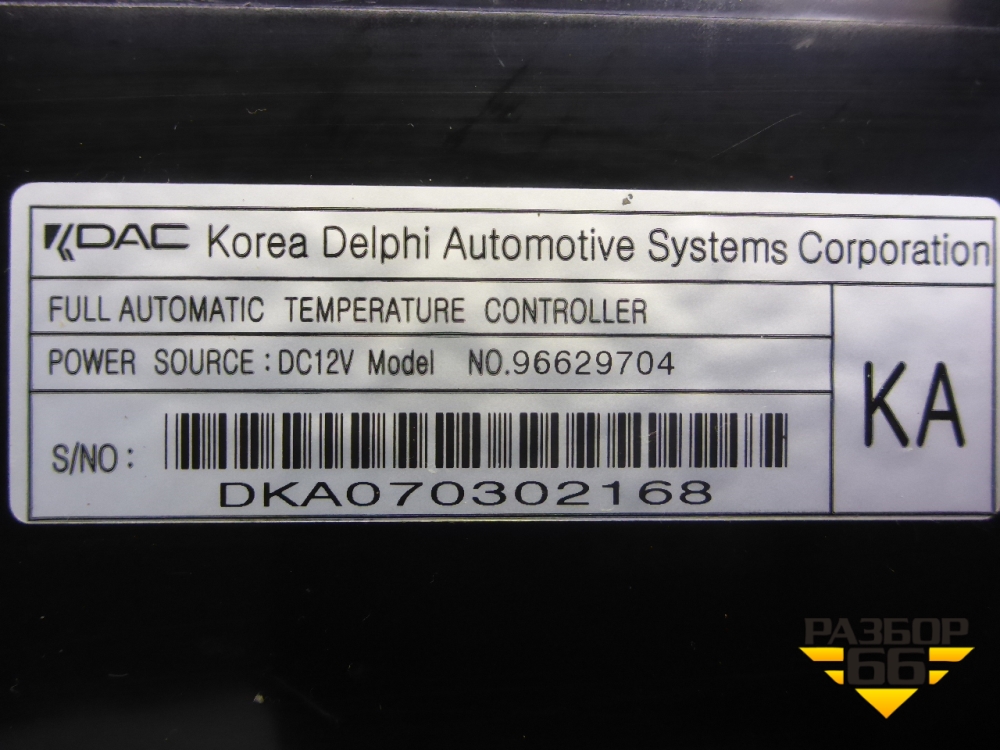 KDAC Korea Delphi Automotive Systems Corporation
FULL AUTOMATIC TEMPERATURE CONTROLLER
POWER SOURCE : DC12V Model NO.96629704
KA
S/NO :
DKA070302168
РАЗБОР
66